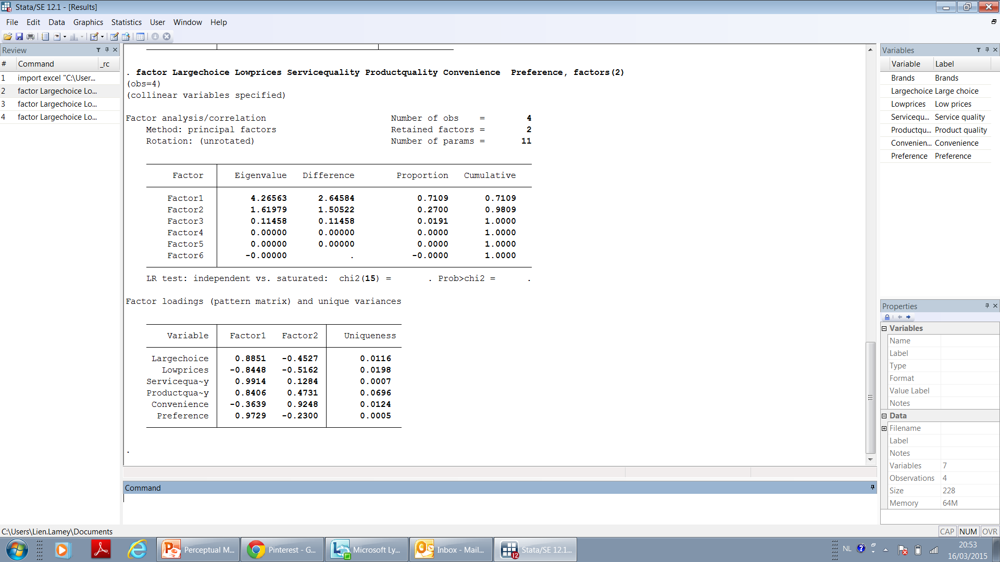 Stata/SE 12.1 - [Results]
File Edit Data Graphics Statistics User Window Help
Review
# Command _rc
1 import excel "C:\User...
2 factor Largechoice Lo...
3 factor Largechoice Lo...
4 factor Largechoice Lo...
. factor Largechoice Lowprices Servicequality Productquality Convenience Preference, factors(2)
(obs=4)
(collinear variables specified)
Factor analysis/correlation Number of obs = 4
Method: principal factors Retained factors = 2
Rotation: (unrotated) Number of params = 11
Factor Eigenvalue Difference Proportion Cumulative
Factor1 4.26563 2.64584 0.7109 0.7109
Factor2 1.61979 1.50522 0.2700 0.9809
Factor3 0.11458 0.11458 0.0191 1.0000
Factor4 0.00000 0.00000 0.0000 1.0000
Factor5 0.00000 0.00000 0.0000 1.0000
Factor6 -0.00000 . -0.0000 1.0000
LR test: independent vs. saturated: chi2(15) = . Prob>chi2 = .
Factor loadings (pattern matrix) and unique variances
Variable Factor1 Factor2 Uniqueness
Largechoice 0.8851 -0.4527 0.0116
Lowprices -0.8448 -0.5162 0.0198
Servicequa~y 0.9914 0.1284 0.0007
Productqua~y 0.8406 0.4731 0.0696
Convenience -0.3639 0.9248 0.0124
Preference 0.9729 -0.2300 0.0005
.
Command
Variables
Variable Label
Brands Brands
Largechoice Large choice
Lowprices Low prices
Servicequ... Service quality
Productqu... Product quality
Convenien... Convenience
Preference Preference
Properties
Variables
Name
Label
Type
Format
Value Label
Notes
Data
Filename
Label
Notes
Variables 7
Observations 4
Size 228
Memory 64M
C:\Users\Lien.Lamey\Documents
CAP NUM OVR
Perceptual M...
Pinterest - G...
Microsoft Ly...
Inbox - Mail...
12
Stata/SE 12.1...
NL
20:53
16/03/2015